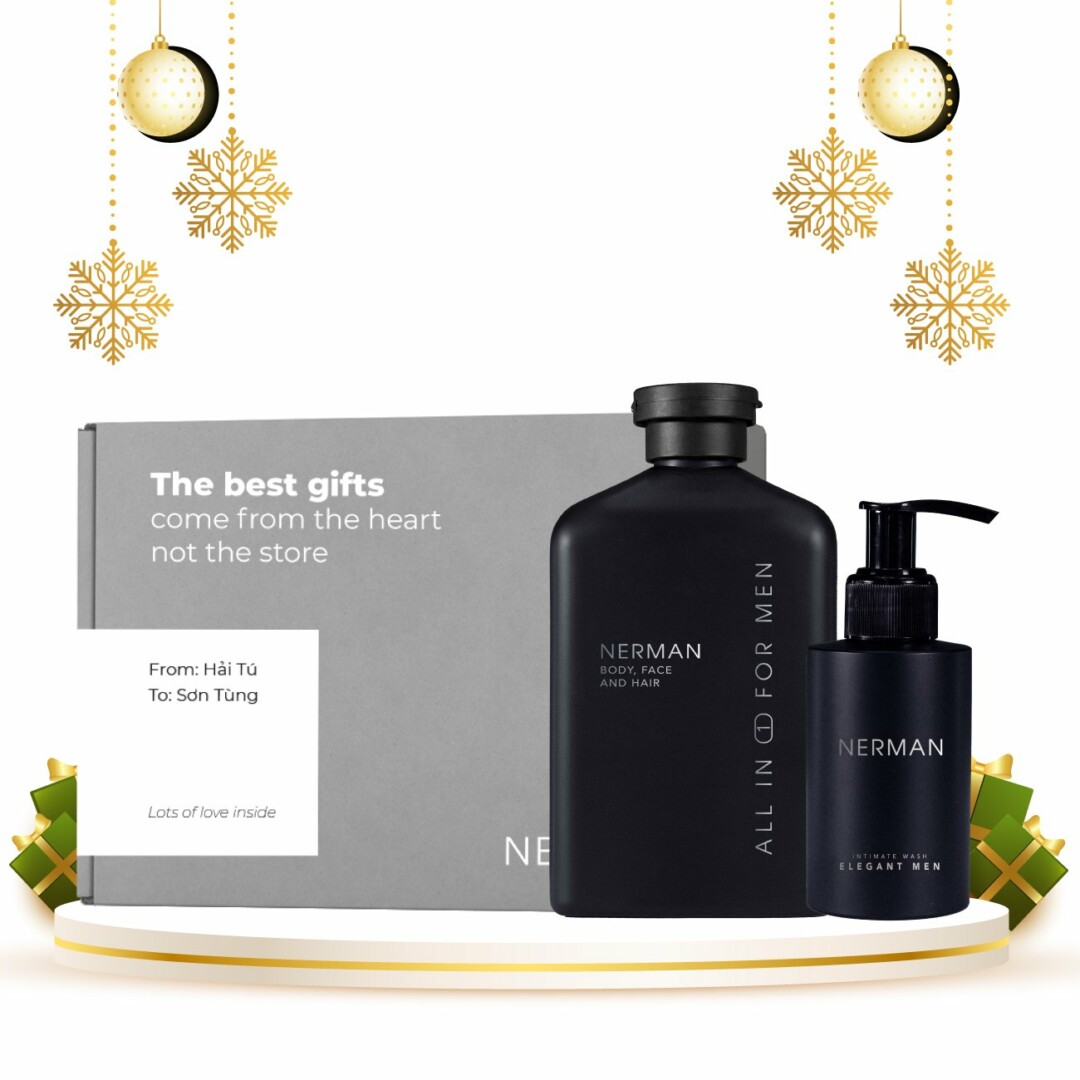 The best gifts
come from the heart
not the store
From: Hải Tú
To: Sơn Tùng
Lots of love inside
NE
NERMAN
BODY, FACE
AND HAIR
ALL IN 1 FOR MEN
NERMAN
INTIMATE WASH
ELEGANT MEN